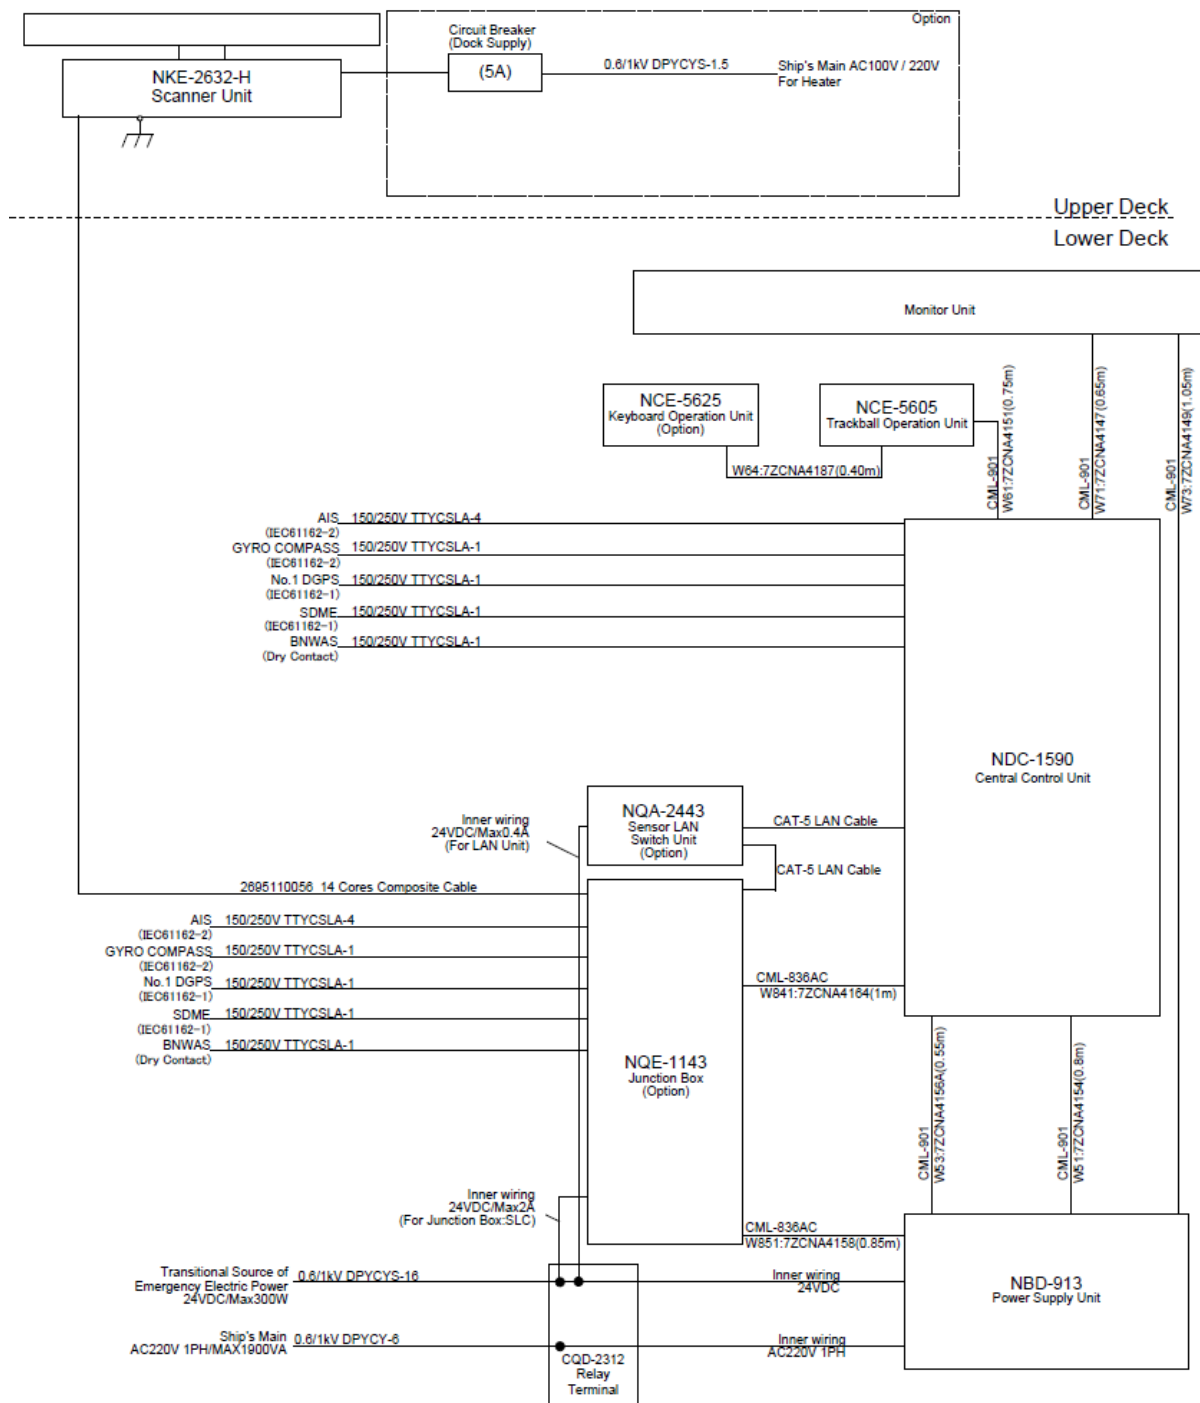 Option
Circuit Breaker
(Dock Supply)
(5A)
0.6/1kV DPYCYS-1.5
Ship's Main AC100V / 220V
For Heater
NKE-2632-H
Scanner Unit
Upper Deck
Lower Deck
Monitor Unit
NCE-5625
Keyboard Operation Unit
(Option)
NCE-5605
Trackball Operation Unit
W64:7ZCNA4187(0.40m)
CML-901
W61:7ZCNA4151(0.75m)
CML-901
W71:7ZCNA4147(0.65m)
CML-901
W73:7ZCNA4149(1.05m)
AIS 150/250V TTYCSLA-4
(IEC61162-2)
GYRO COMPASS 150/250V TTYCSLA-1
(IEC61162-2)
No.1 DGPS 150/250V TTYCSLA-1
(IEC61162-1)
SDME 150/250V TTYCSLA-1
(IEC61162-1)
BNWAS 150/250V TTYCSLA-1
(Dry Contact)
NDC-1590
Central Control Unit
NQA-2443
Sensor LAN
Switch Unit
(Option)
Inner wiring
24VDC/Max0.4A
(For LAN Unit)
CAT-5 LAN Cable
CAT-5 LAN Cable
2695110056 14 Cores Composite Cable
AIS 150/250V TTYCSLA-4
(IEC61162-2)
GYRO COMPASS 150/250V TTYCSLA-1
(IEC61162-2)
No.1 DGPS 150/250V TTYCSLA-1
(IEC61162-1)
SDME 150/250V TTYCSLA-1
(IEC61162-1)
BNWAS 150/250V TTYCSLA-1
(Dry Contact)
CML-836AC
W841:7ZCNA4164(1m)
NQE-1143
Junction Box
(Option)
CML-901
W53:7ZCNA4156A(0.55m)
CML-901
W51:7ZCNA4154(0.8m)
Inner wiring
24VDC/Max2A
(For Junction Box:SLC)
CML-836AC
W851:7ZCNA4158(0.85m)
Transitional Source of
Emergency Electric Power
24VDC/Max300W
0.6/1kV DPYCYS-16
Inner wiring
24VDC
NBD-913
Power Supply Unit
Ship's Main
AC220V 1PH/MAX1900VA
0.6/1kV DPYCY-6
Inner wiring
AC220V 1PH
CQD-2312
Relay
Terminal